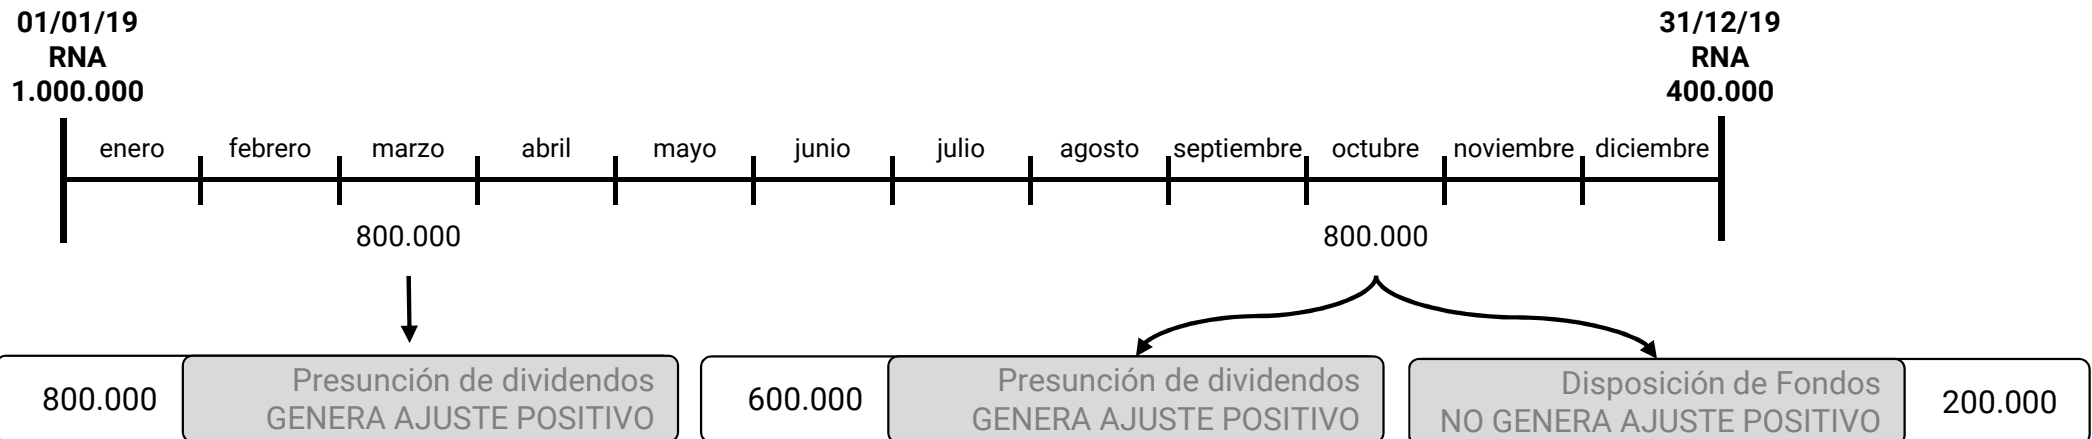 01/01/19
RNA
1.000.000
31/12/19
RNA
400.000
enero
febrero
marzo
abril
mayo
junio
julio
agosto
septiembre
octubre
noviembre
diciembre
800.000
800.000
800.000
Presunción de dividendos
GENERA AJUSTE POSITIVO
600.000
Presunción de dividendos
GENERA AJUSTE POSITIVO
Disposición de Fondos
NO GENERA AJUSTE POSITIVO
200.000